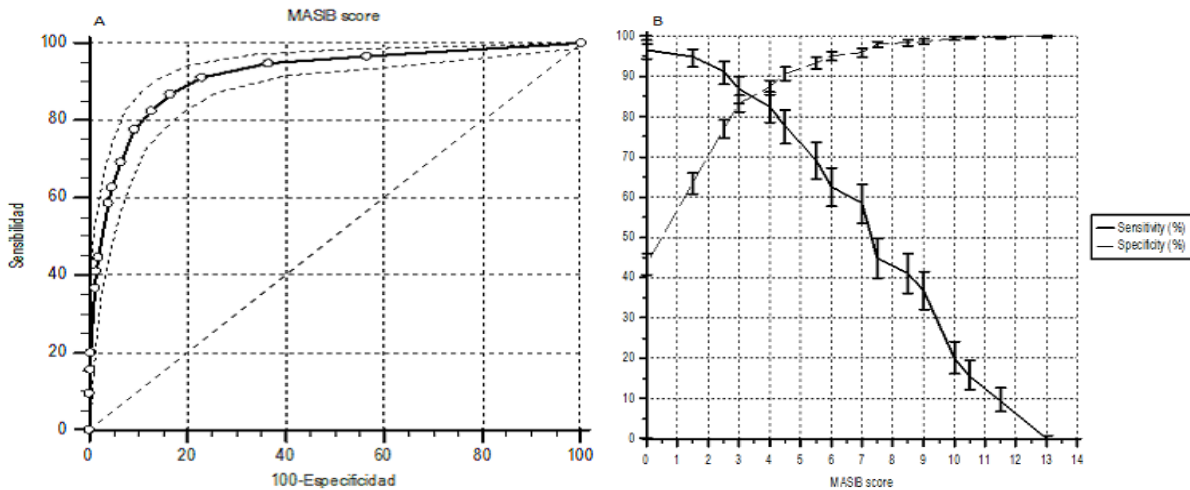 A
MASIB score
100
80
60
40
20
0
Sensibilidad
0 20 40 60 80 100
100-Especificidad
B
100
90
80
70
60
50
40
30
20
10
0
0 1 2 3 4 5 6 7 8 9 10 11 12 13 14
MASIB score
Sensitivity (%)
Specificity (%)